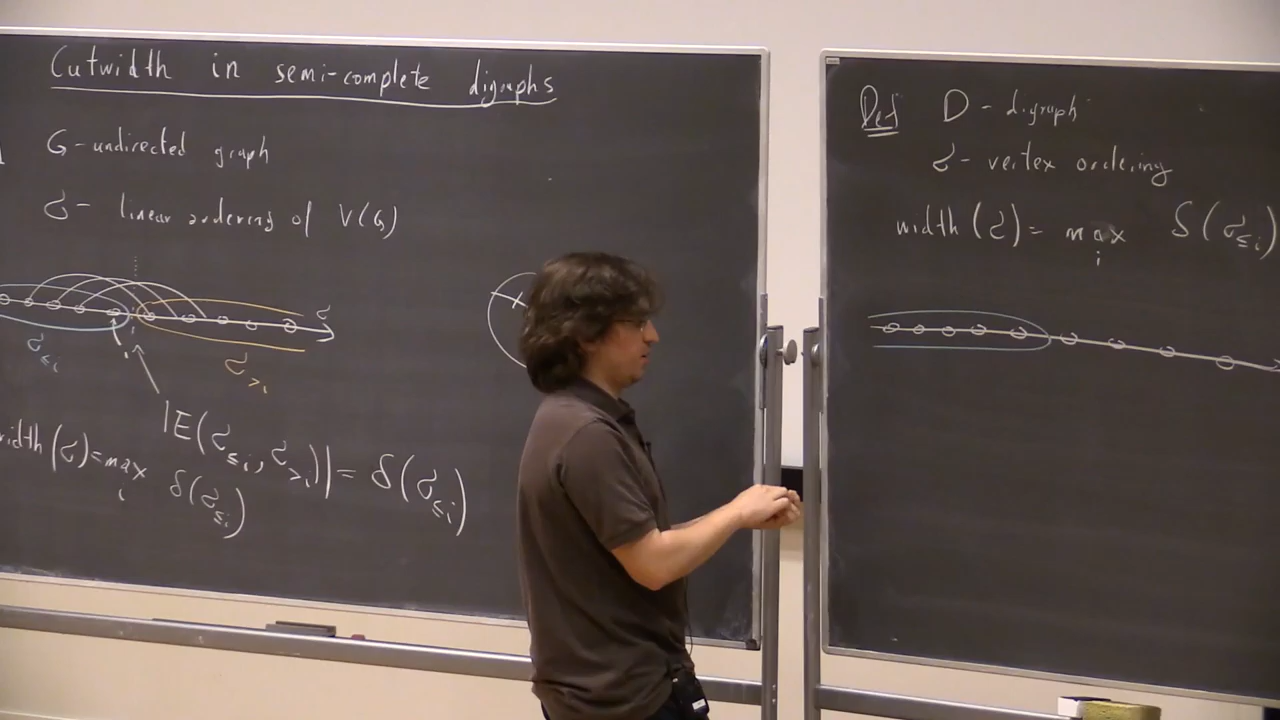 Cutwidth in semi-complete digraphs
G - undirected graph
σ - linear ordering of V(G)
σ
i
σ≤i
σ>i
|E(σ≤i, σ>i)| = δ(σ≤i)
width(σ) = max δ(σ≤i)
i
Def D - digraph
σ - vertex ordering
width(σ) = max δ(σ≤i)
i